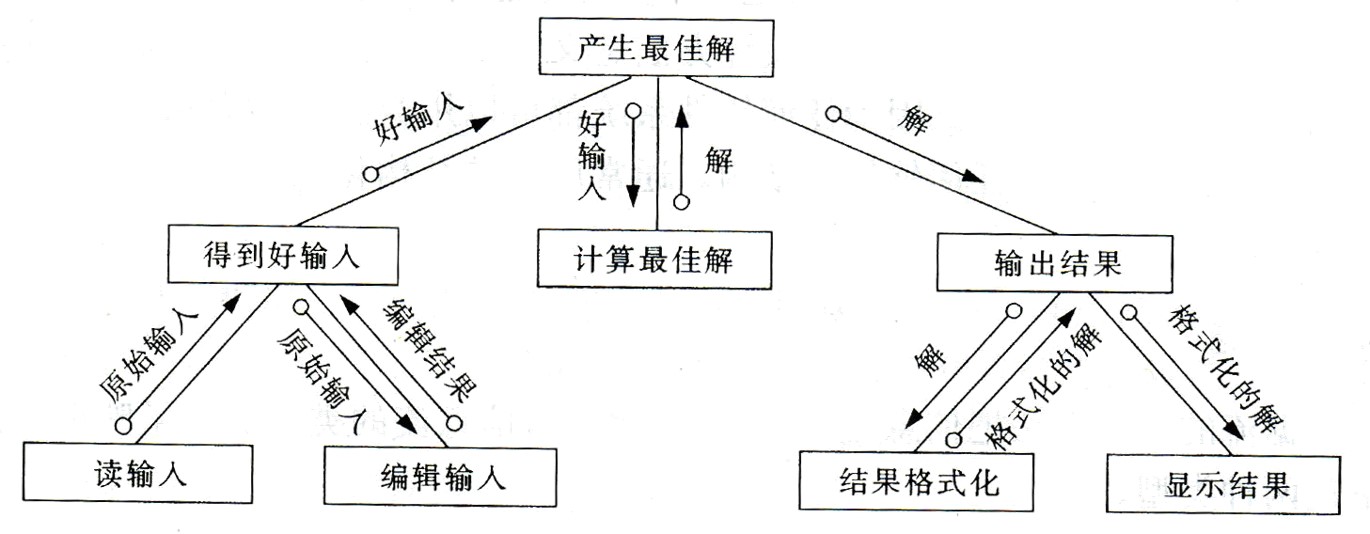 产生最佳解
好输入
好输入
解
解
得到好输入
计算最佳解
输出结果
原始输入
原始输入
编辑结果
解
格式化的解
格式化的解
读输入
编辑输入
结果格式化
显示结果